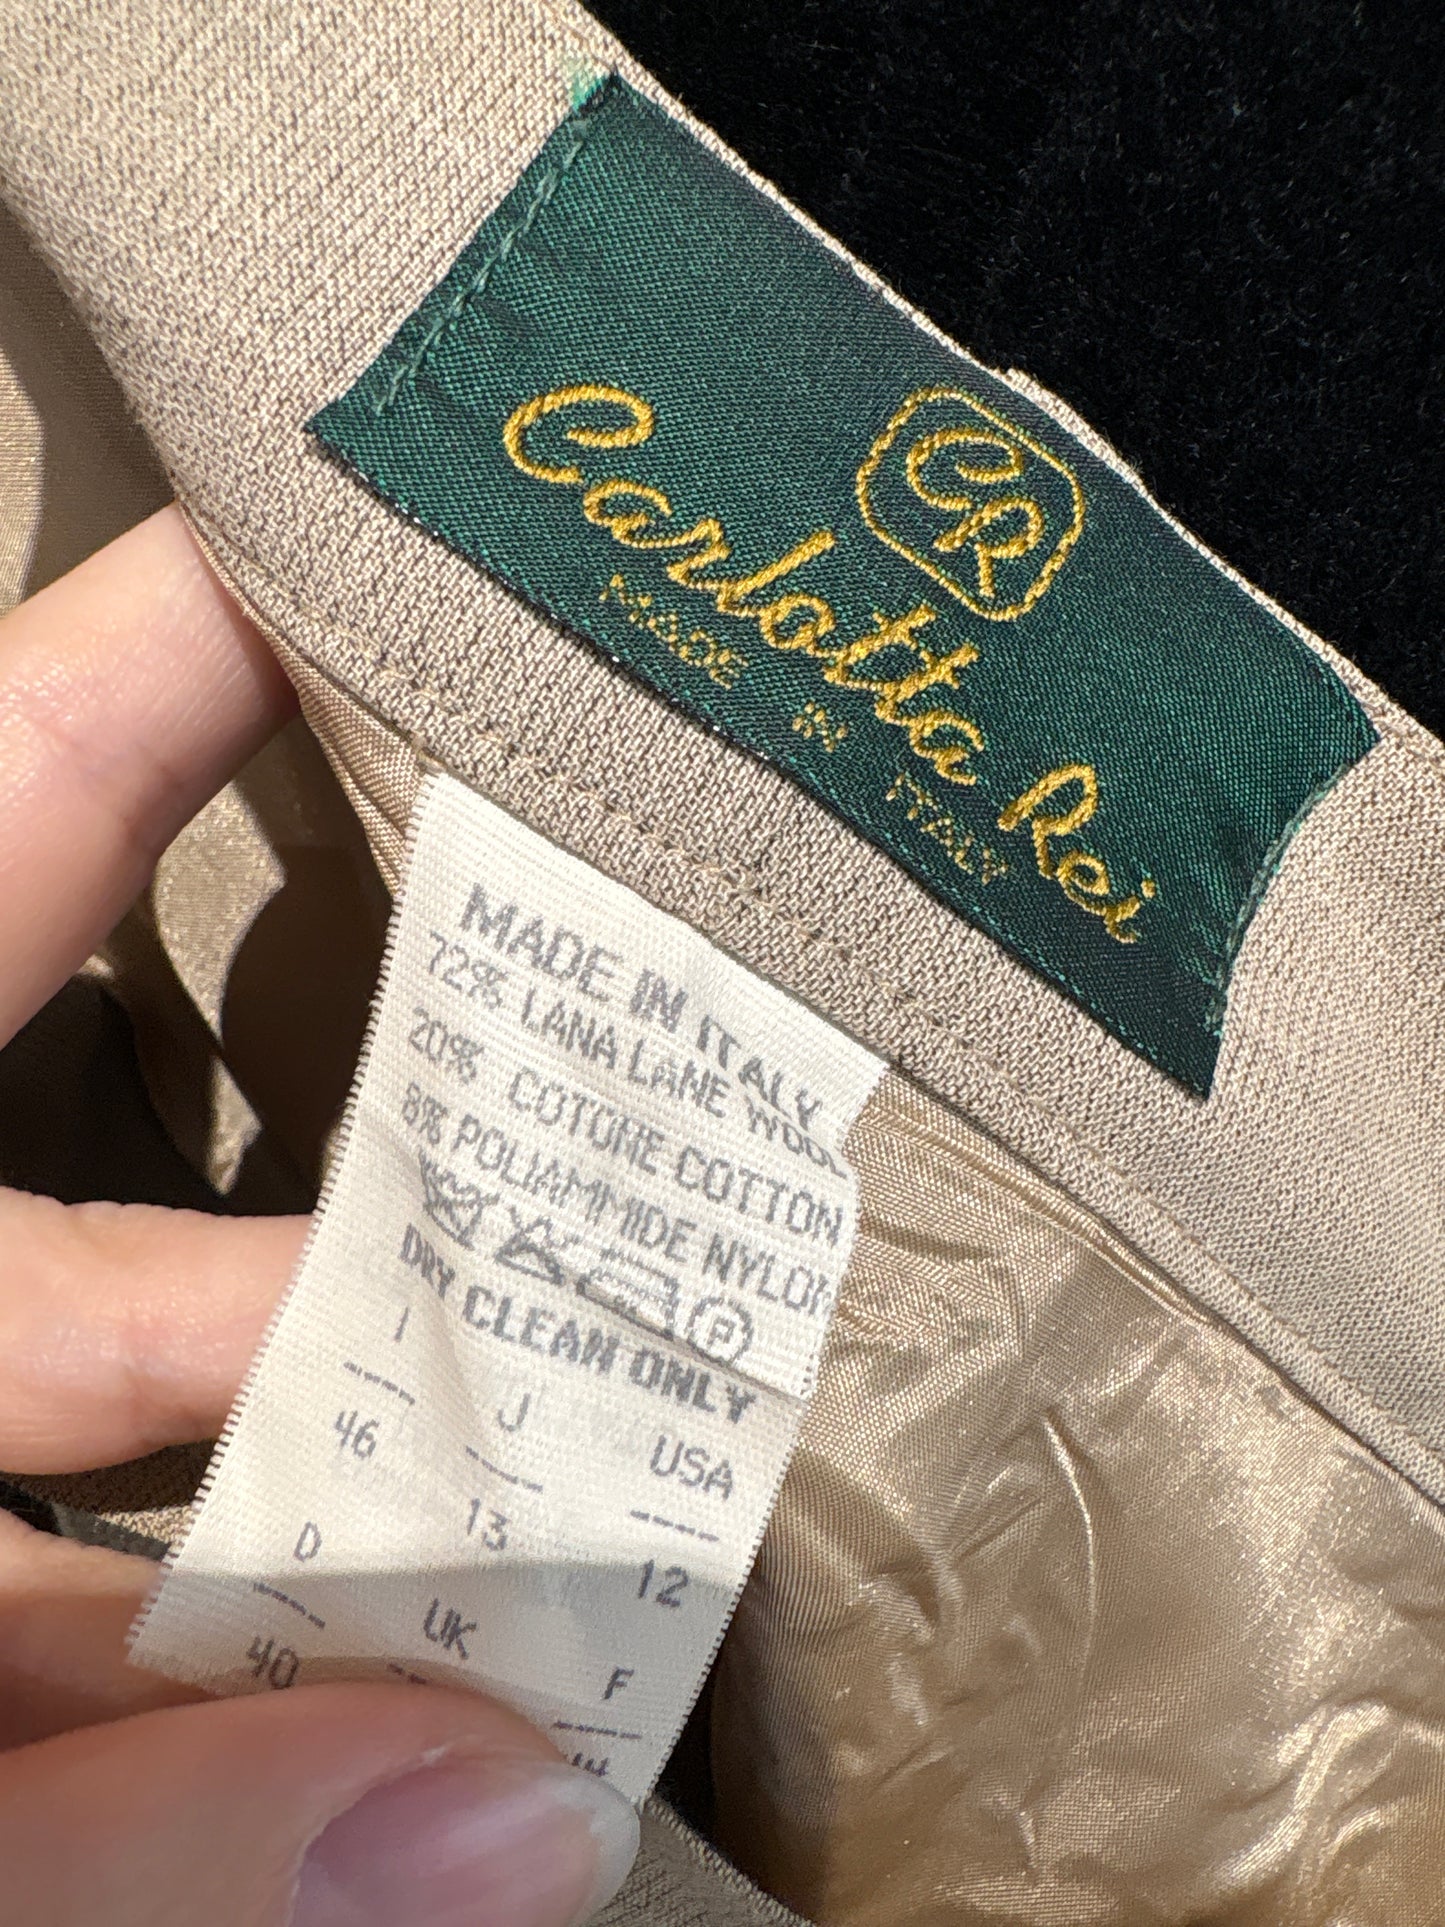 CR
Carlotta Rei
MADE IN ITALY
MADE IN ITALY
72% LANA LANE WOOL
20% COTONE COTTON
8% POLIAMMIDE NYLON
P
DRY CLEAN ONLY
I J USA
46 13 12
D UK F
40